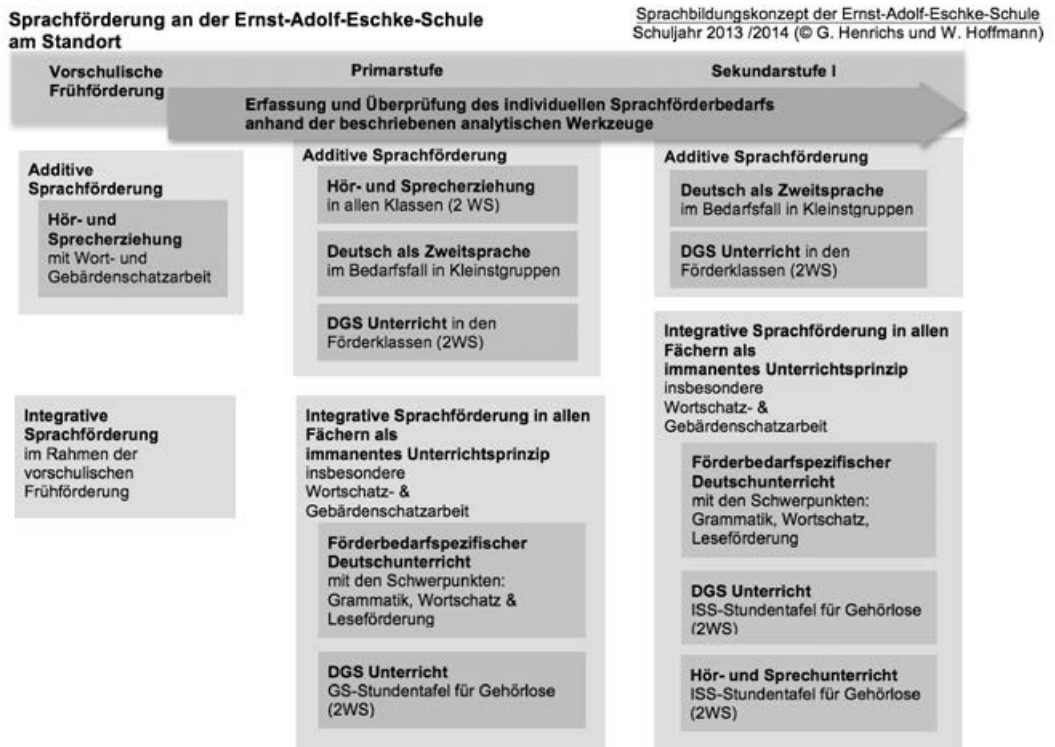 Sprachförderung an der Ernst-Adolf-Eschke-Schule
am Standort
Sprachbildungskonzept der Ernst-Adolf-Eschke-Schule
Schuljahr 2013 /2014 (© G. Henrichs und W. Hoffmann)
Vorschulische
Frühförderung
Primarstufe
Sekundarstufe I
Erfassung und Überprüfung des individuellen Sprachförderbedarfs
anhand der beschriebenen analytischen Werkzeuge
Additive
Sprachförderung
Hör- und
Sprecherziehung
mit Wort- und
Gebärdenschatzarbeit
Integrative
Sprachförderung
im Rahmen der
vorschulischen
Frühförderung
Additive Sprachförderung
Hör- und Sprecherziehung
in allen Klassen (2 WS)
Deutsch als Zweitsprache
im Bedarfsfall in Kleinstgruppen
DGS Unterricht in den
Förderklassen (2WS)
Integrative Sprachförderung in allen
Fächern als
immanentes Unterrichtsprinzip
insbesondere
Wortschatz- &
Gebärdenschatzarbeit
Förderbedarfspezifischer
Deutschunterricht
mit den Schwerpunkten:
Grammatik, Wortschatz &
Leseförderung
DGS Unterricht
GS-Stundentafel für Gehörlose
(2WS)
Additive Sprachförderung
Deutsch als Zweitsprache
im Bedarfsfall in Kleinstgruppen
DGS Unterricht in den
Förderklassen (2WS)
Integrative Sprachförderung in allen
Fächern als
immanentes Unterrichtsprinzip
insbesondere
Wortschatz- &
Gebärdenschatzarbeit
Förderbedarfspezifischer
Deutschunterricht
mit den Schwerpunkten:
Grammatik, Wortschatz,
Leseförderung
DGS Unterricht
ISS-Stundentafel für Gehörlose
(2WS)
Hör- und Sprechunterricht
ISS-Stundentafel für Gehörlose
(2WS)